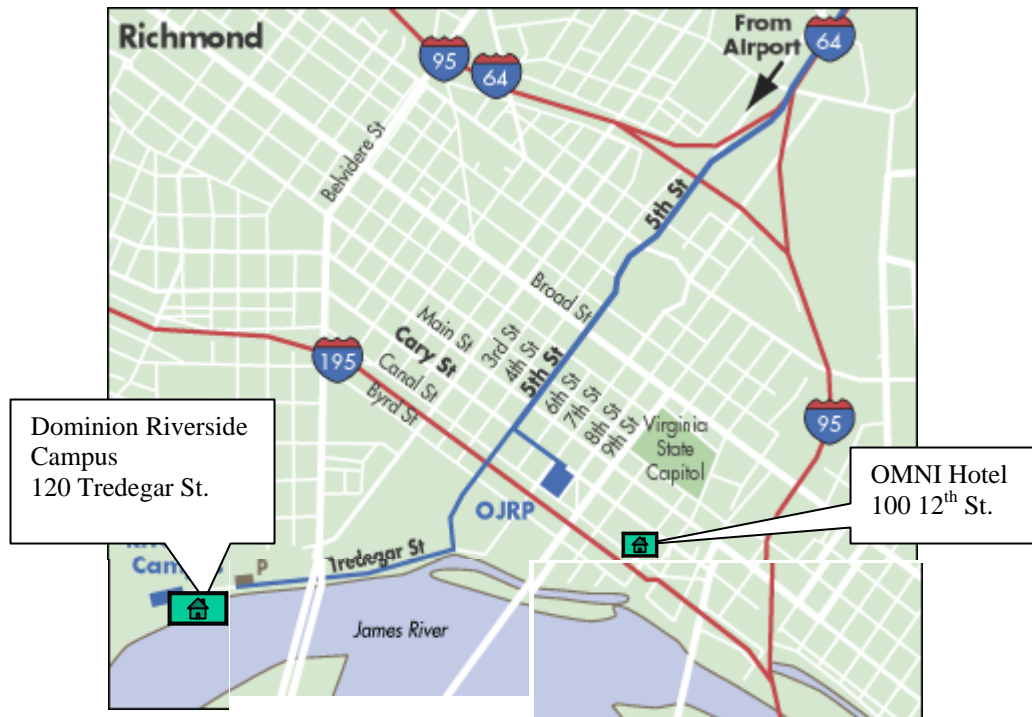 Richmond
From
Airport
64
95
64
Belvidere St
5th St
Broad St
Main St
Cary St
Canal St
Byrd St
3rd St
4th St
5th St
6th St
7th St
8th St
9th St
195
Virginia
State
Capitol
95
Dominion Riverside
Campus
120 Tredegar St.
OMNI Hotel
100 12th St.
OJRP
Tredegar St
P
James River